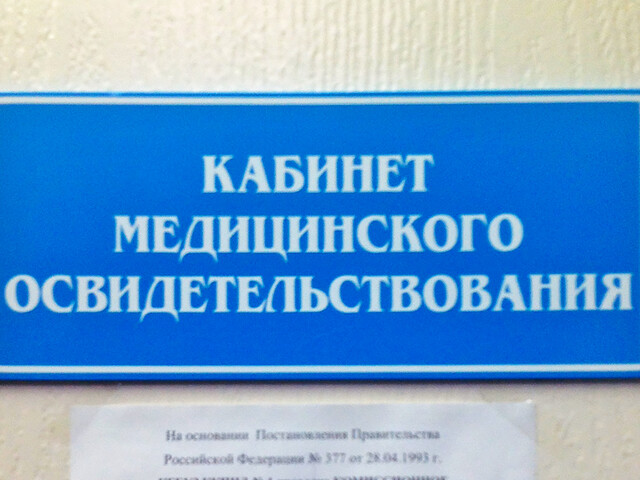 КАБИНЕТ
МЕДИЦИНСКОГО
ОСВИДЕТЕЛЬСТВОВАНИЯ
На основании Постановления Правительства
Российской Федерации № 377 от 28.04.1993 г.